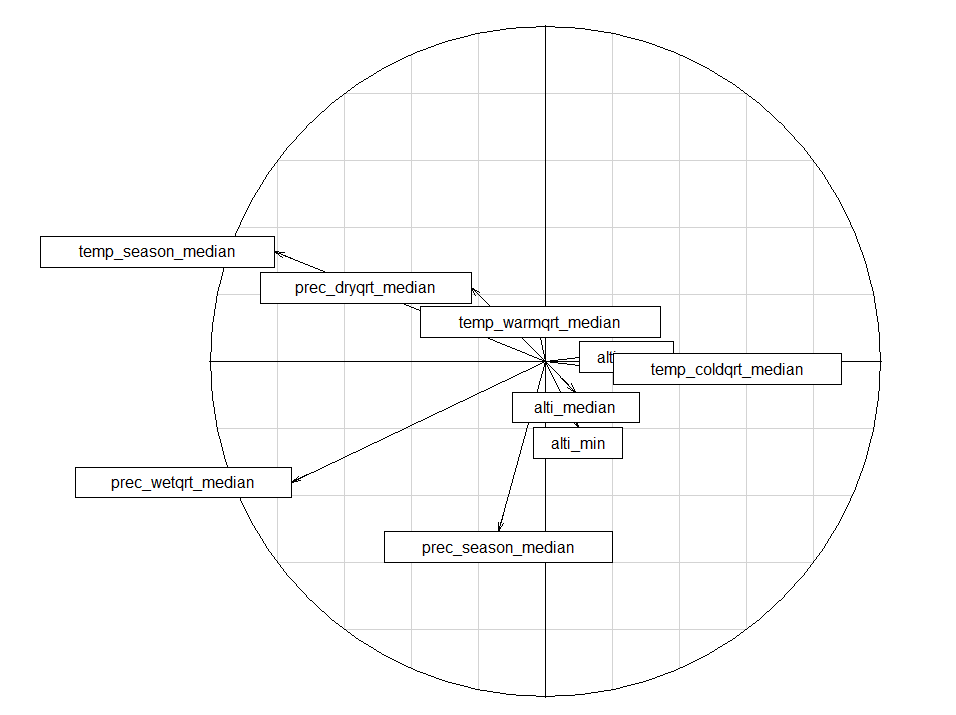 temp_season_median
prec_dryqrt_median
temp_warmqrt_median
temp_coldqrt_median
alti_median
alti_min
prec_wetqrt_median
prec_season_median